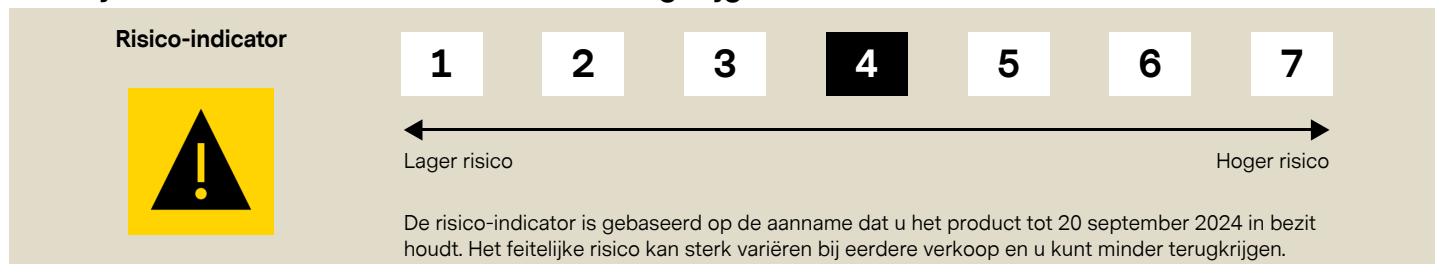 Risico-indicator
1 2 3 4 5 6 7
Lager risico Hoger risico
De risico-indicator is gebaseerd op de aanname dat u het product tot 20 september 2024 in bezit
houdt. Het feitelijke risico kan sterk variëren bij eerdere verkoop en u kunt minder terugkrijgen.